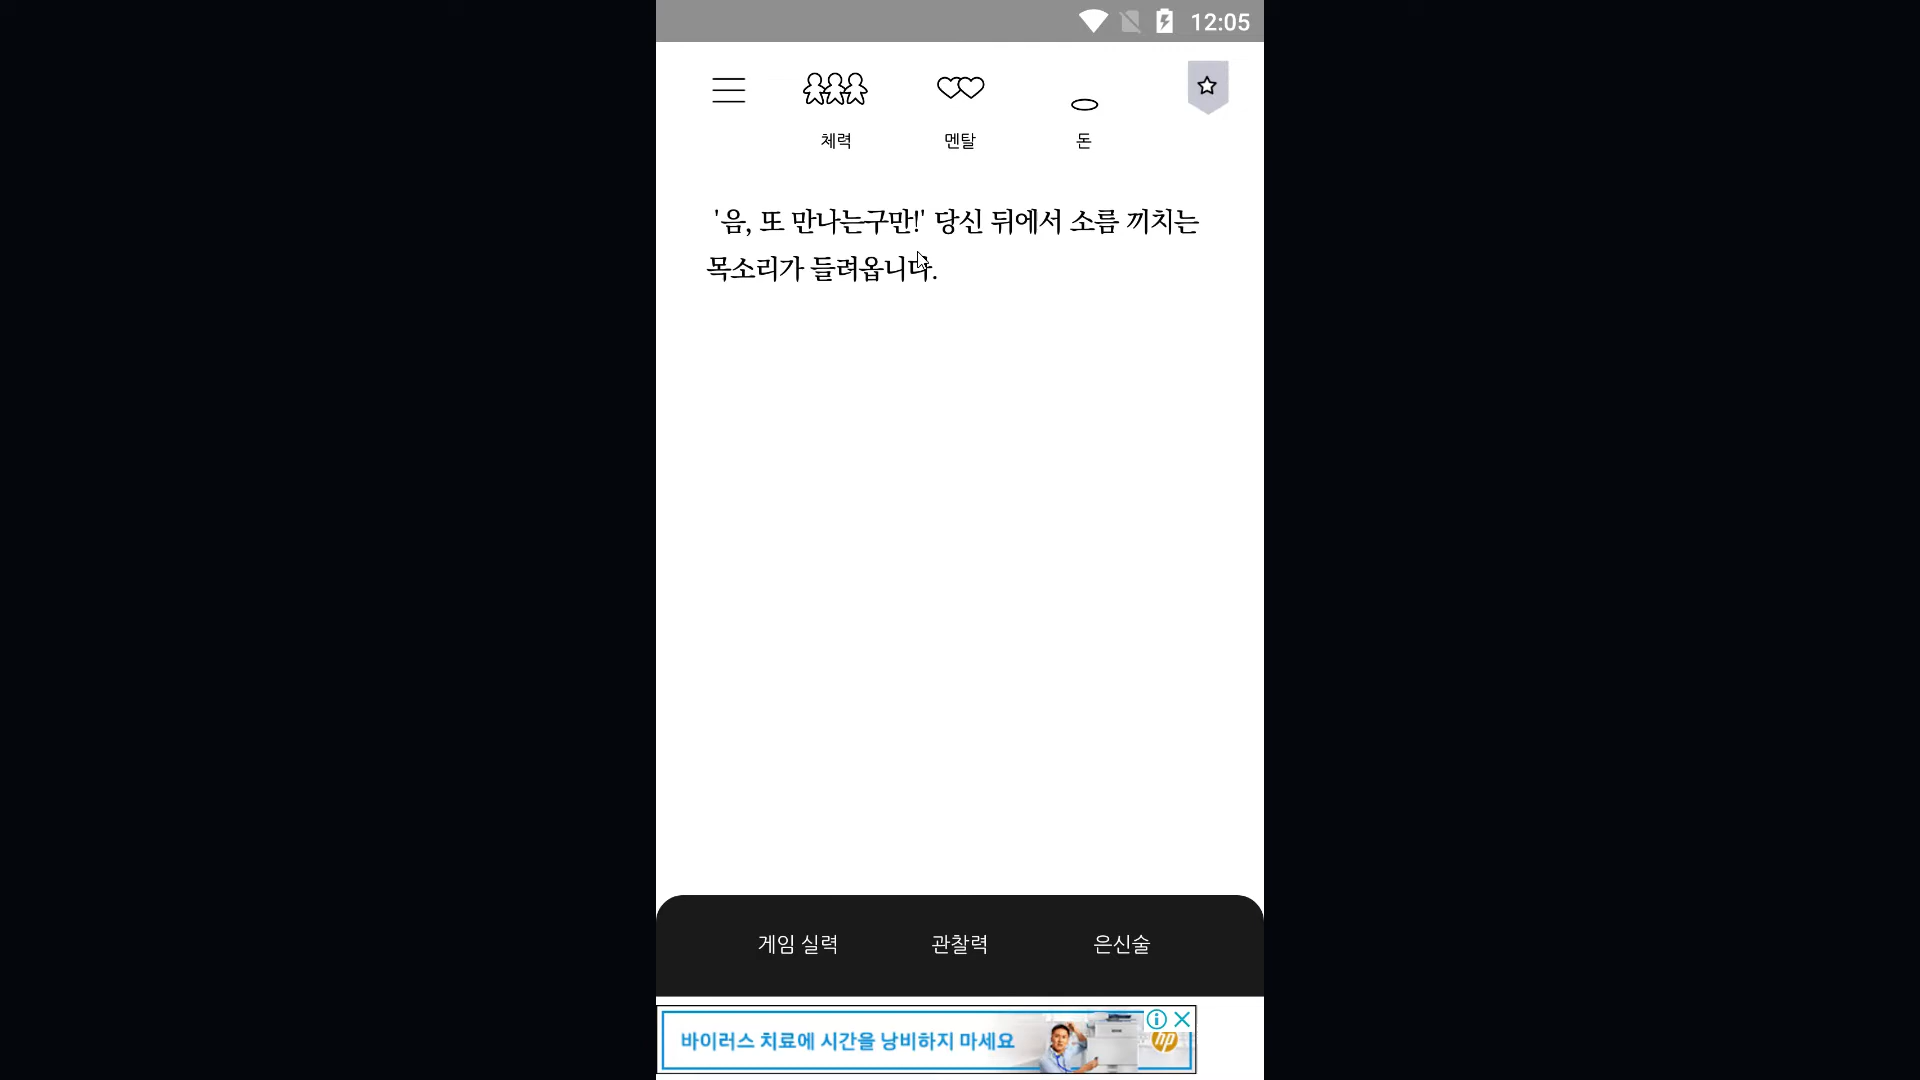 12:05
체력 멘탈 돈
'음, 또 만나는구만!' 당신 뒤에서 소름 끼치는
목소리가 들려옵니다.
게임 실력 관찰력 은신술
바이러스 치료에 시간을 낭비하지 마세요
hp